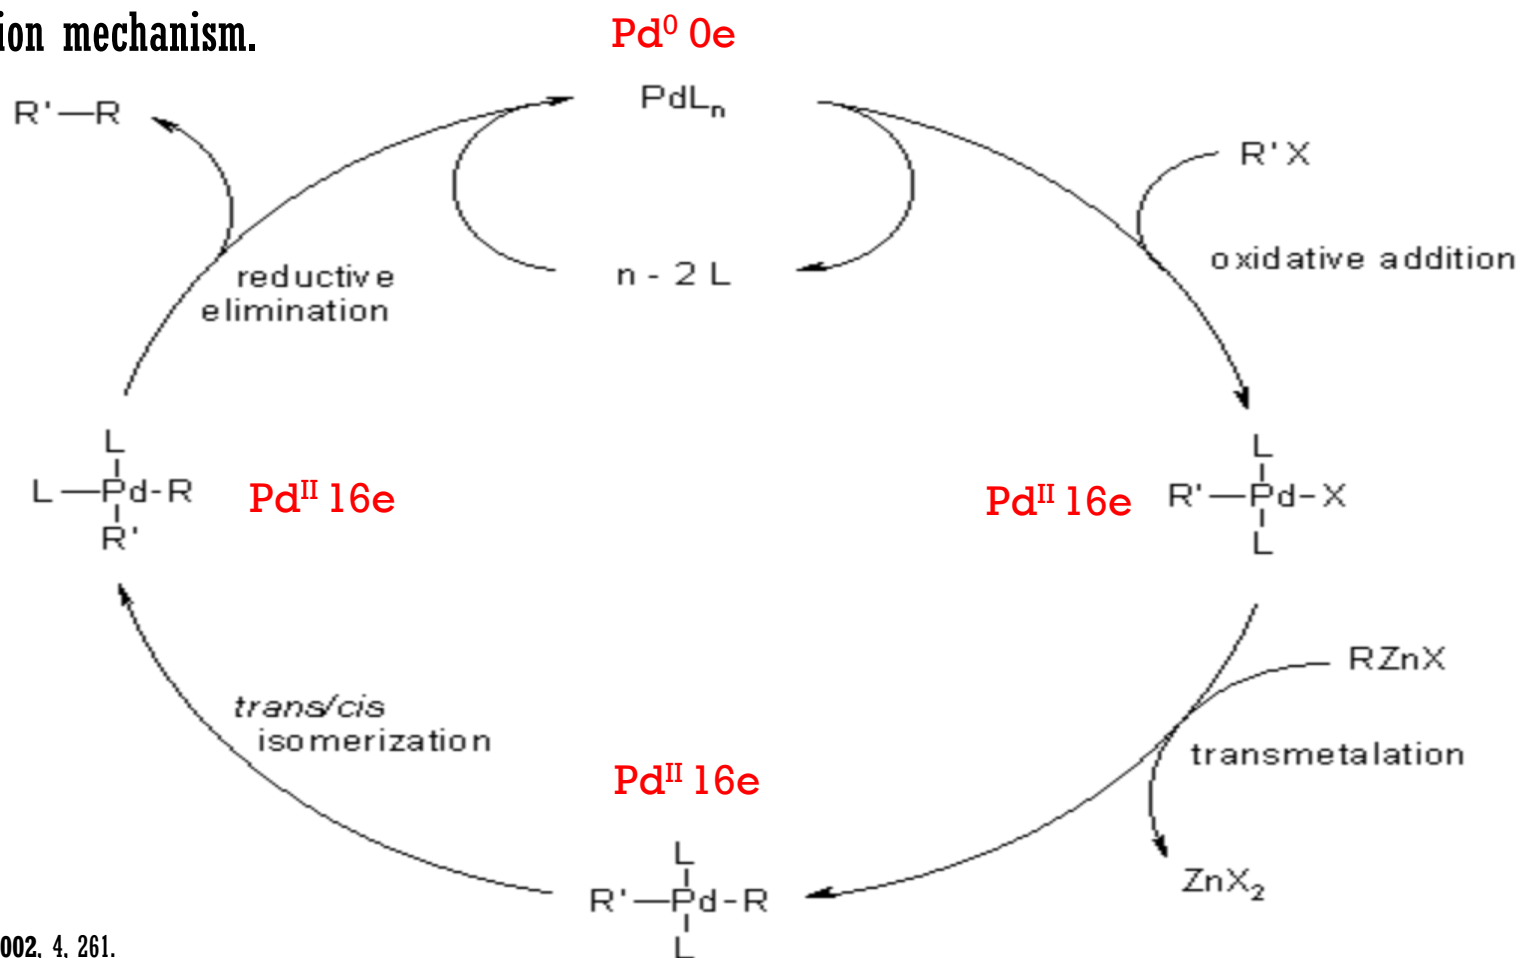 ion mechanism.
Pd⁰ 0e
R'—R
PdLₙ
R'X
oxidative addition
n - 2 L
reductive
elimination
L
L—Pd-R
R'
Pdᴵᴵ 16e
Pdᴵᴵ 16e
L
R'—Pd-X
L
RZnX
trans/cis
isomerization
transmetalation
Pdᴵᴵ 16e
ZnX₂
L
R'—Pd-R
L
002, 4, 261.